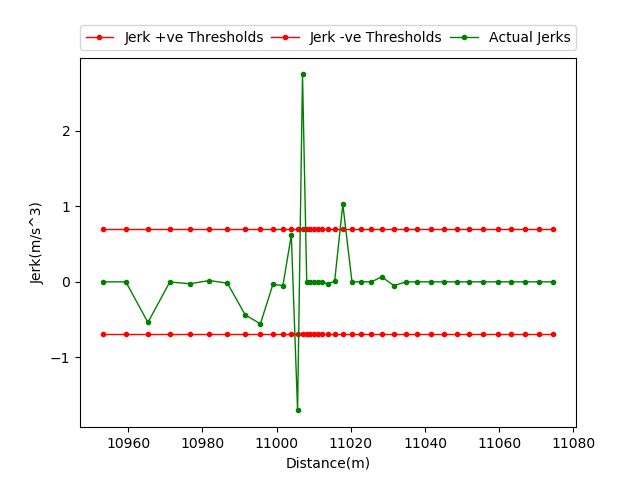 Jerk +ve Thresholds Jerk -ve Thresholds Actual Jerks
2
1
0
−1
Jerk(m/s^3)
10960 10980 11000 11020 11040 11060 11080
Distance(m)